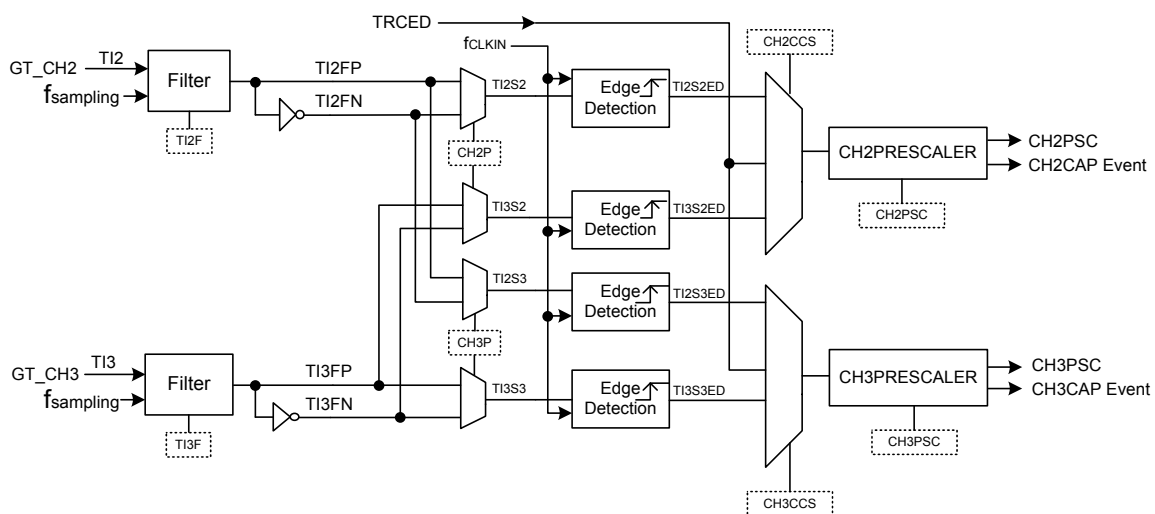 TRCED
fCLKIN
CH2CCS
GT_CH2
TI2
fsampling
Filter
TI2F
TI2FP
TI2FN
TI2S2
CH2P
Edge
Detection
TI2S2ED
CH2PRESCALER
CH2PSC
CH2CAP Event
CH2PSC
TI3S2
Edge
Detection
TI3S2ED
TI2S3
CH3P
Edge
Detection
TI2S3ED
GT_CH3
TI3
fsampling
Filter
TI3F
TI3FP
TI3FN
TI3S3
Edge
Detection
TI3S3ED
CH3PRESCALER
CH3PSC
CH3CAP Event
CH3PSC
CH3CCS